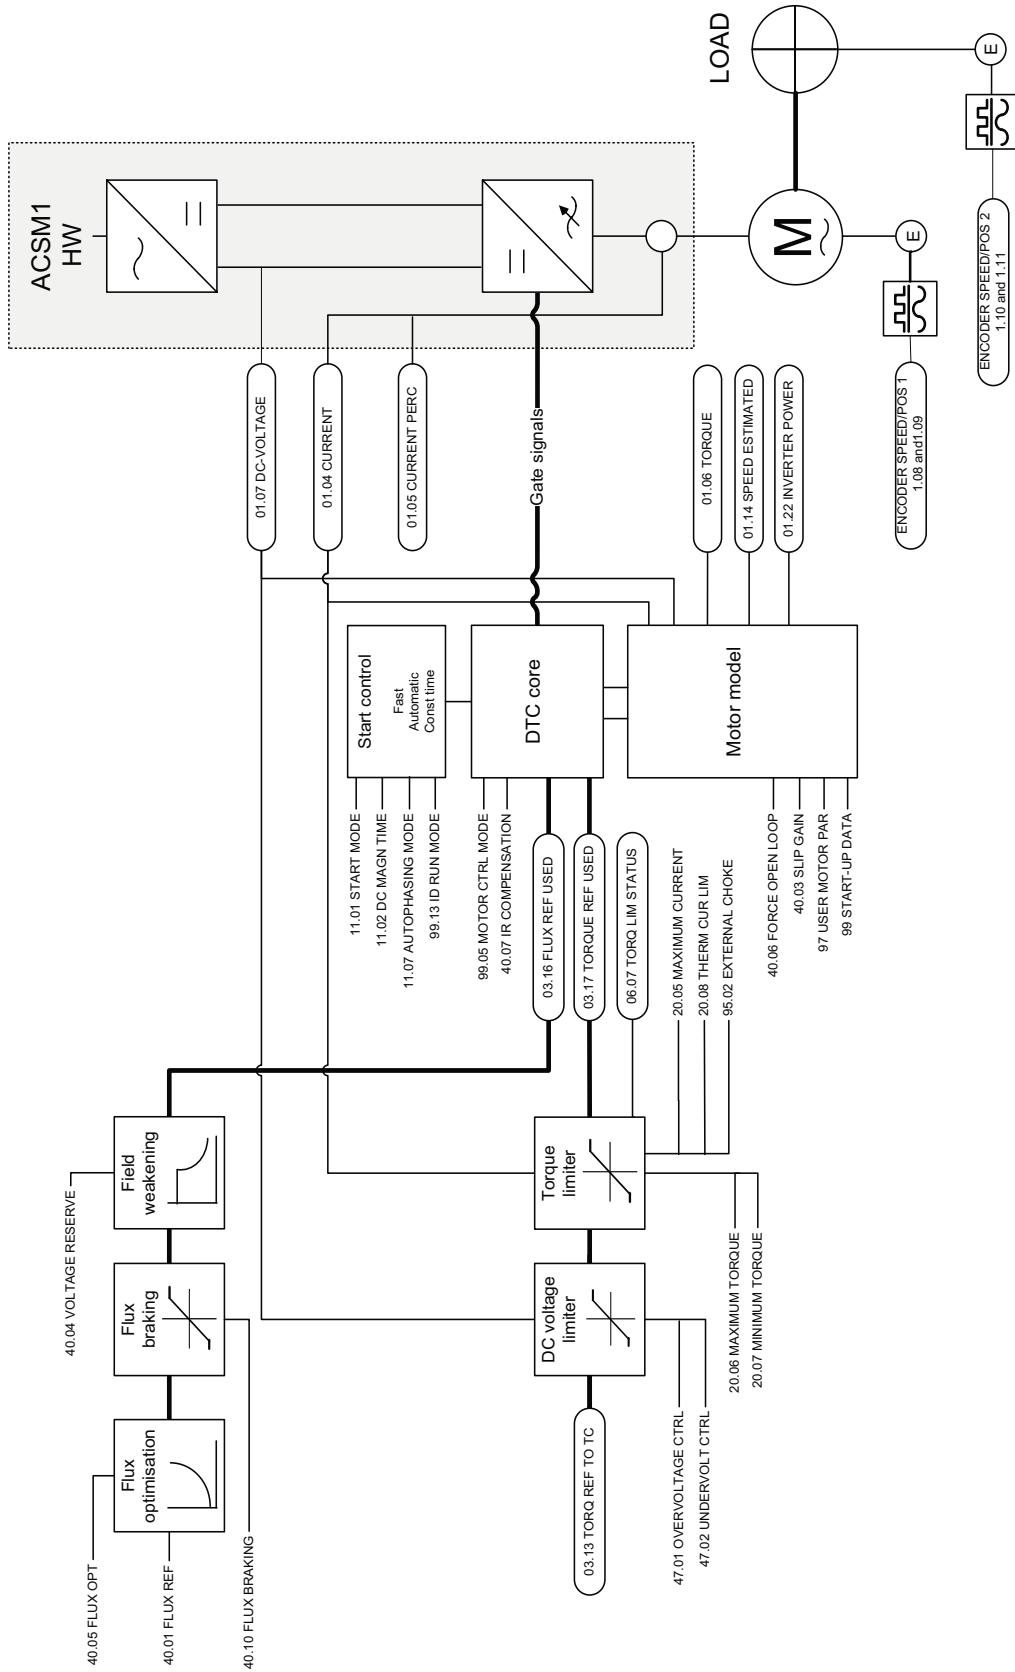 40.05 FLUX OPT
40.01 FLUX REF
40.10 FLUX BRAKING
Flux
optimisation
40.04 VOLTAGE RESERVE
Flux
braking
Field
weakening
03.13 TORQ REF TO TC
47.01 OVERVOLTAGE CTRL
47.02 UNDERVOLT CTRL
DC voltage
limiter
20.06 MAXIMUM TORQUE
20.07 MINIMUM TORQUE
Torque
limiter
20.05 MAXIMUM CURRENT
20.08 THERM CUR LIM
95.02 EXTERNAL CHOKE
11.01 START MODE
11.02 DC MAGN TIME
11.07 AUTOPHASING MODE
99.13 ID RUN MODE
99.05 MOTOR CTRL MODE
40.07 IR COMPENSATION
03.16 FLUX REF USED
03.17 TORQUE REF USED
06.07 TORQ LIM STATUS
40.06 FORCE OPEN LOOP
40.03 SLIP GAIN
97 USER MOTOR PAR
99 START-UP DATA
Start control
Fast
Automatic
Const time
DTC core
Motor model
01.07 DC-VOLTAGE
01.04 CURRENT
01.05 CURRENT PERC
Gate signals
01.06 TORQUE
01.14 SPEED ESTIMATED
01.22 INVERTER POWER
ENCODER SPEED/POS 1
1.08 and1.09
ENCODER SPEED/POS 2
1.10 and 1.11
ACSM1
HW
M
E
LOAD
E